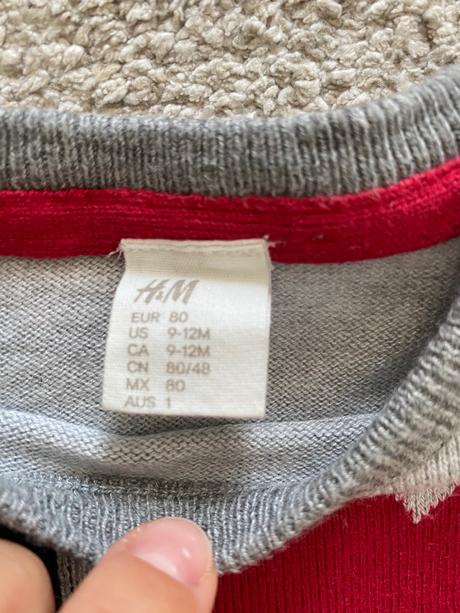 H&M
EUR 80
US 9-12M
CA 9-12M
CN 80/48
MX 80
AUS 1